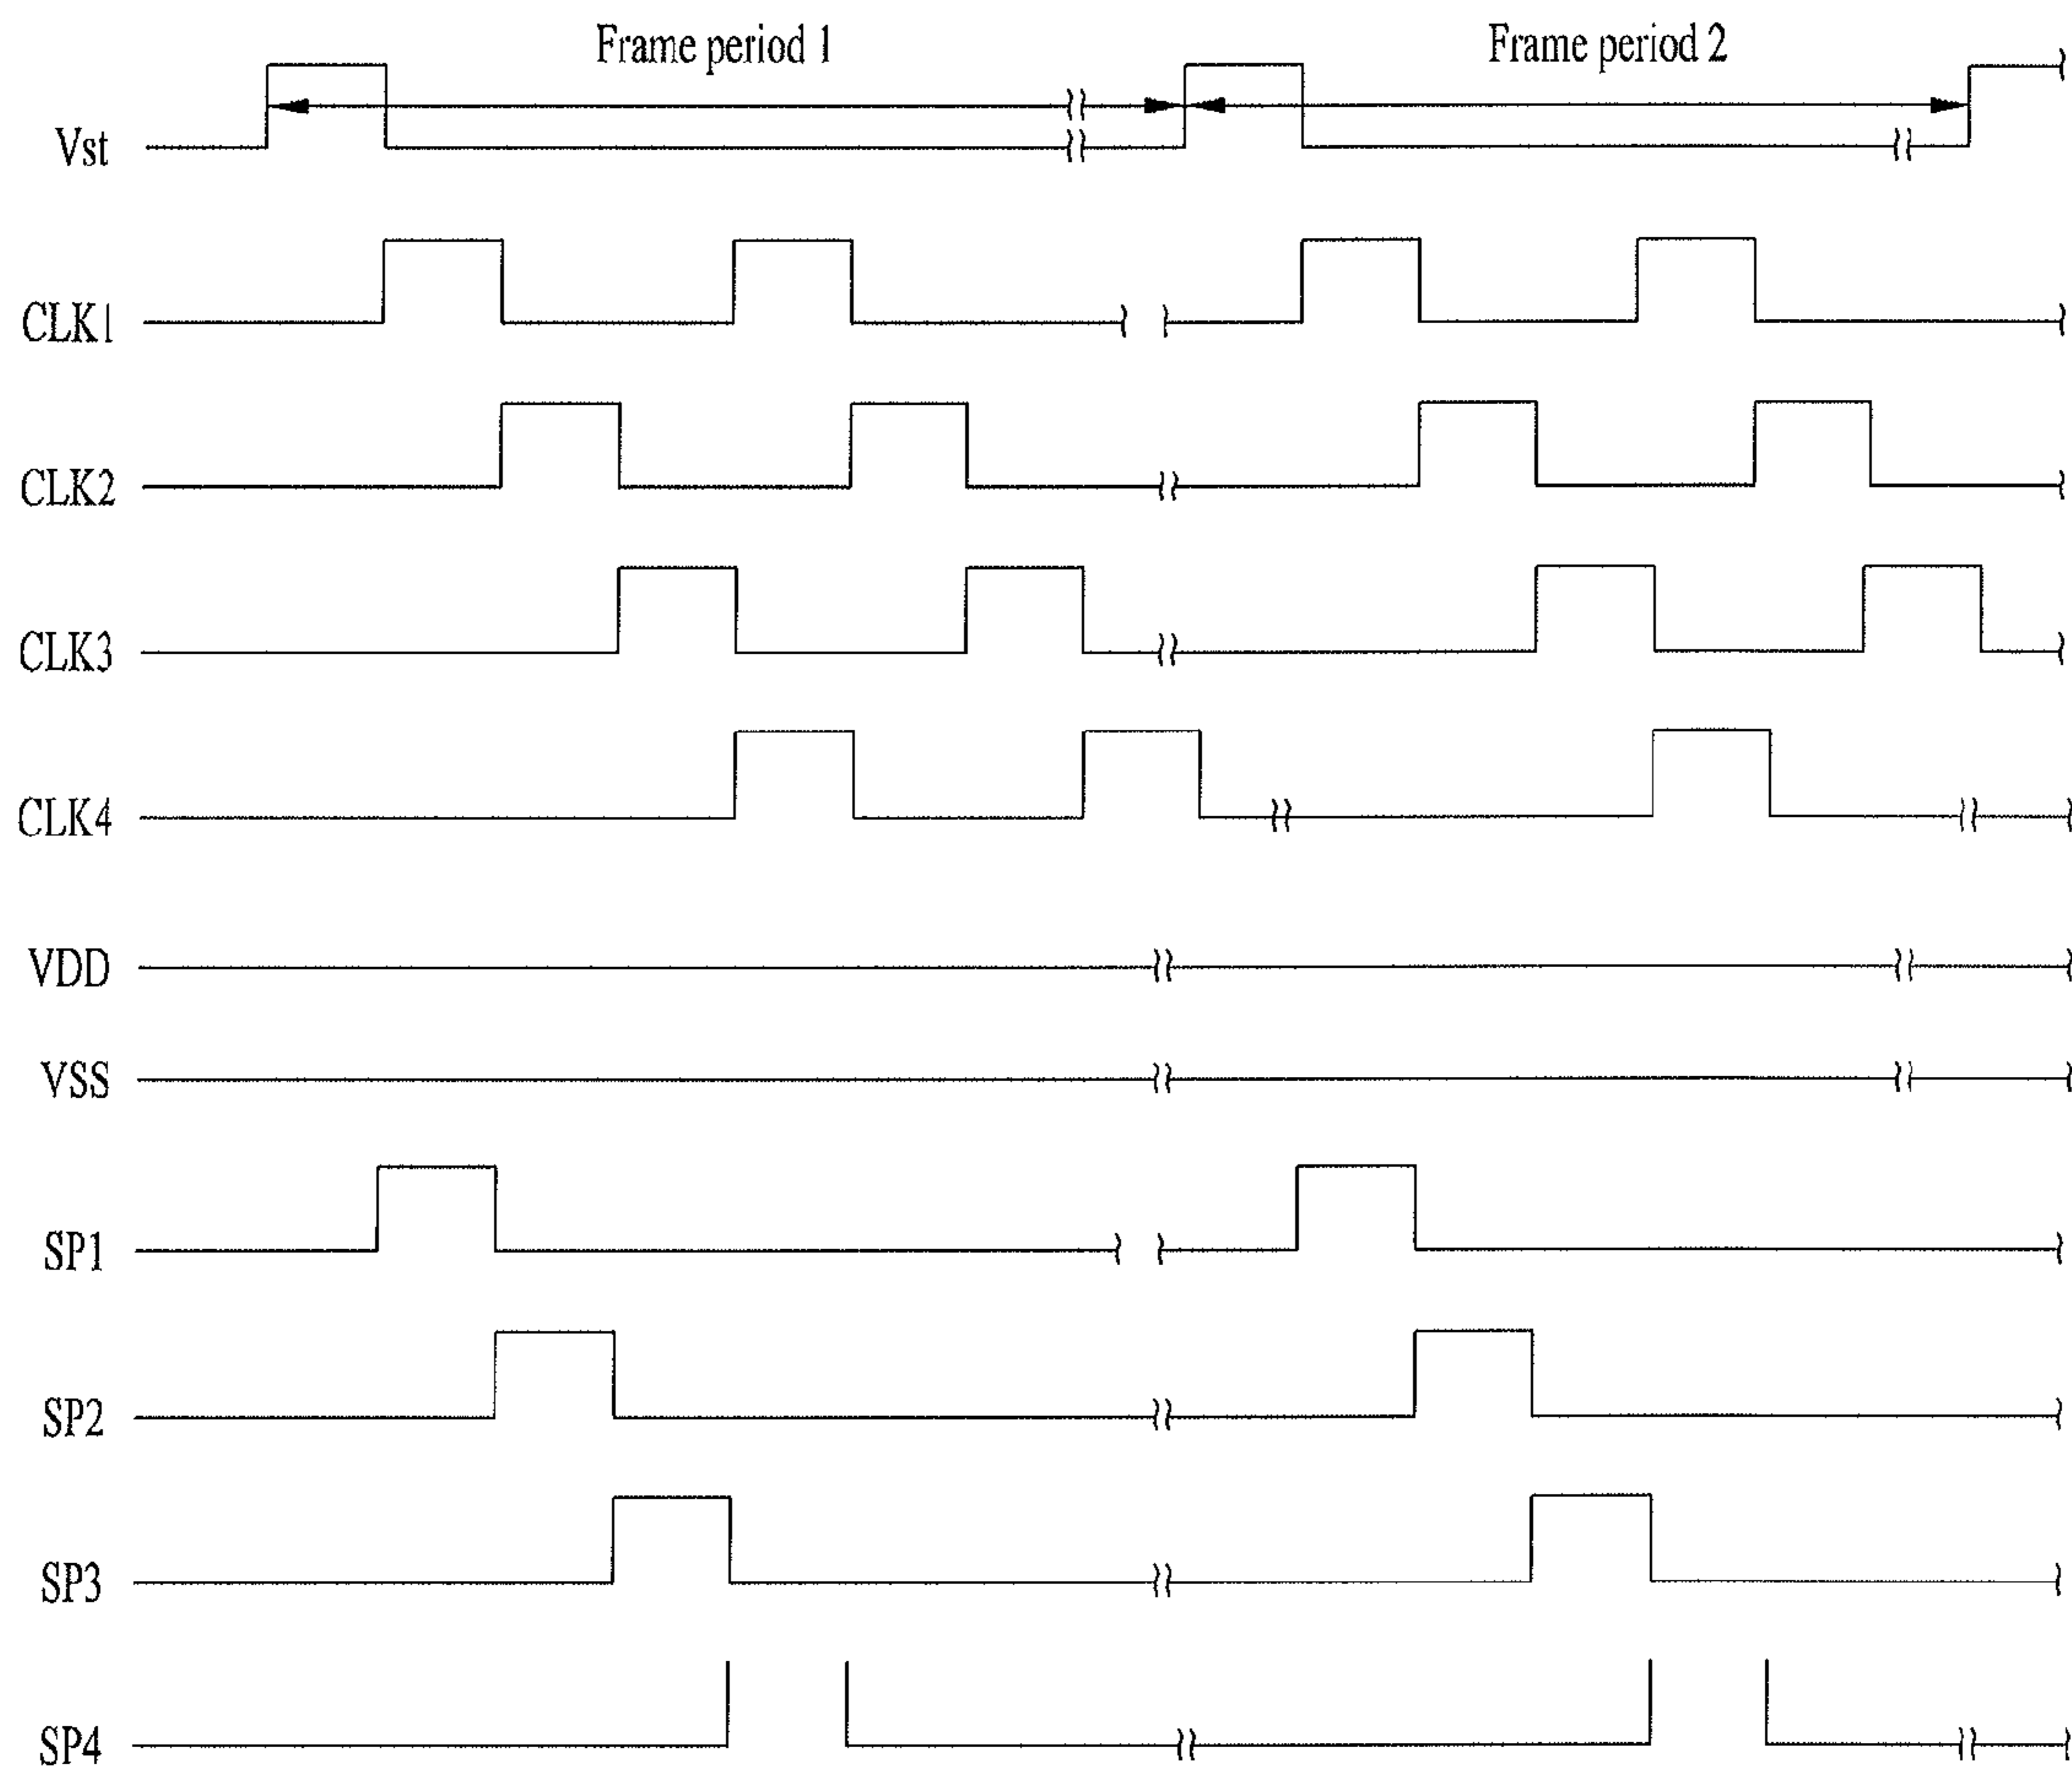 Frame period 1
Frame period 2
Vst
CLK1
CLK2
CLK3
CLK4
VDD
VSS
SP1
SP2
SP3
SP4